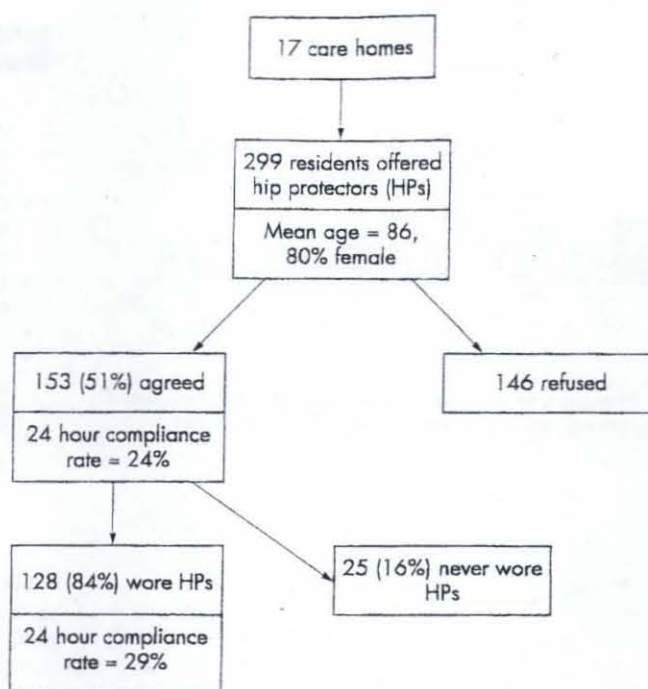 17 care homes
299 residents offered
hip protectors (HPs)
Mean age = 86,
80% female
153 (51%) agreed
24 hour compliance
rate = 24%
146 refused
128 (84%) wore HPs
24 hour compliance
rate = 29%
25 (16%) never wore
HPs